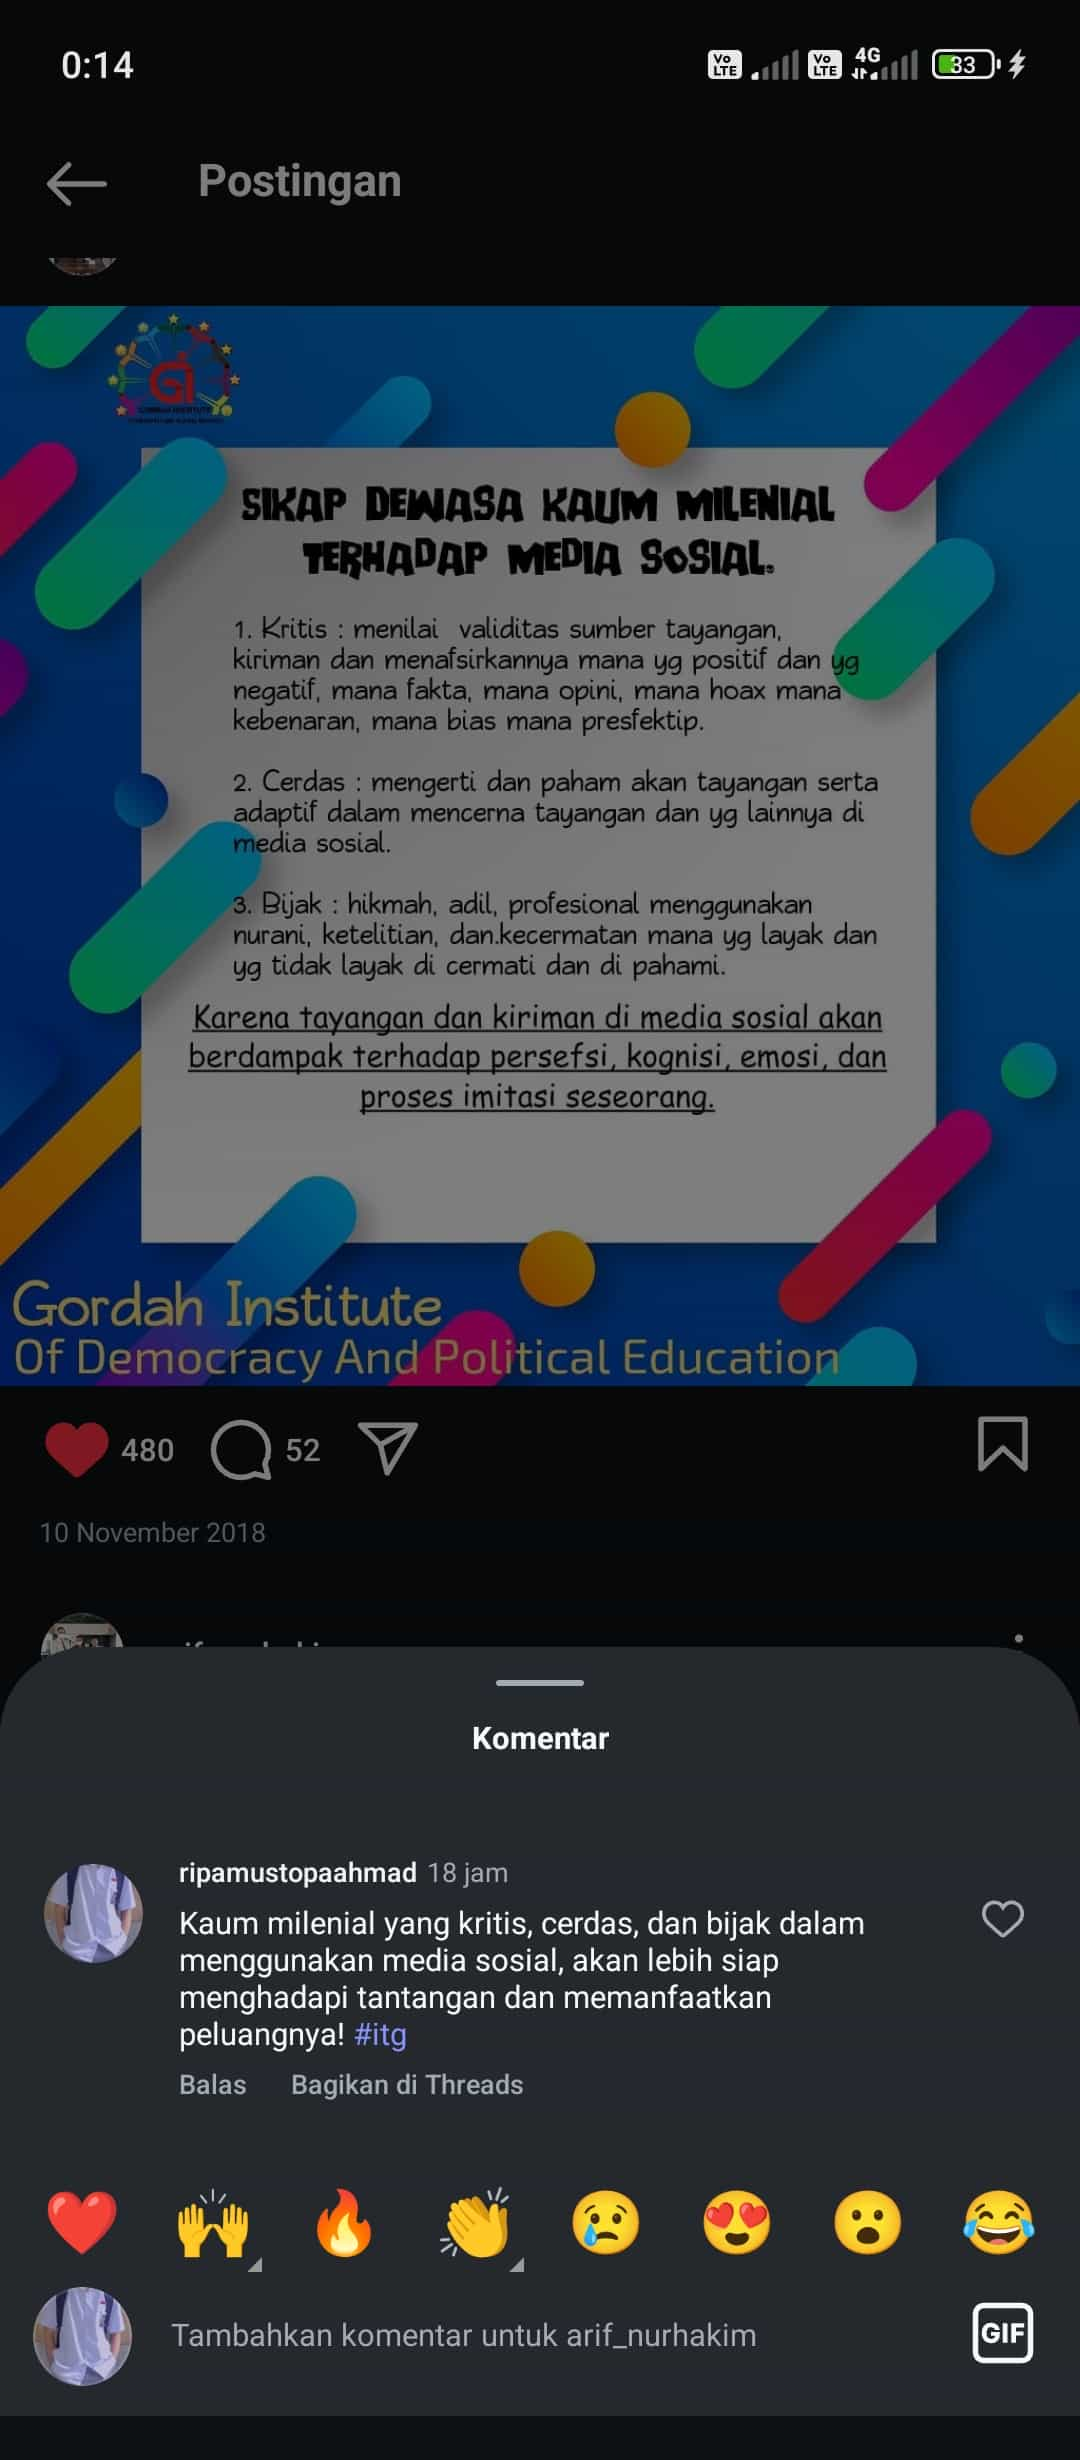 0:14
Vo LTE
Vo LTE
4G
33
Postingan
GI
SIKAP DEWASA KAUM MILENIAL
TERHADAP MEDIA SOSIAL.
1. Kritis : menilai validitas sumber tayangan,
kiriman dan menafsirkannya mana yg positif dan yg
negatif, mana fakta, mana opini, mana hoax mana
kebenaran, mana bias mana presfektip.
2. Cerdas : mengerti dan paham akan tayangan serta
adaptif dalam mencerna tayangan dan yg lainnya di
media sosial.
3. Bijak : hikmah, adil, profesional menggunakan
nurani, ketelitian, dan.kecermatan mana yg layak dan
yg tidak layak di cermati dan di pahami.
Karena tayangan dan kiriman di media sosial akan
berdampak terhadap persefsi, kognisi, emosi, dan
proses imitasi seseorang.
Gordah Institute
Of Democracy And Political Education
480
52
10 November 2018
Komentar
ripamustopaahmad 18 jam
Kaum milenial yang kritis, cerdas, dan bijak dalam
menggunakan media sosial, akan lebih siap
menghadapi tantangan dan memanfaatkan
peluangnya! #itg
Balas Bagikan di Threads
Tambahkan komentar untuk arif_nurhakim
GIF